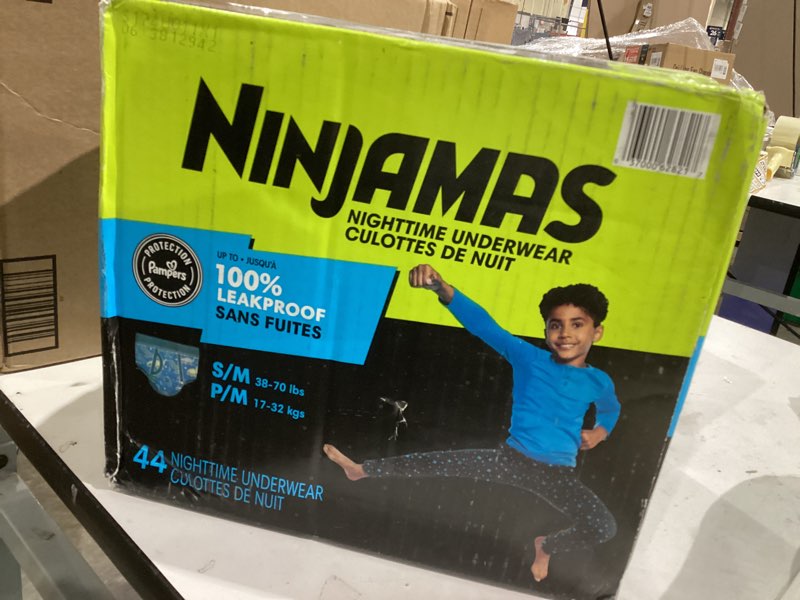 NINJAMAS
NIGHTTIME UNDERWEAR
CULOTTES DE NUIT
PROTECTION
Pampers
PROTECTION
UP TO • JUSQU'À
100%
LEAKPROOF
SANS FUITES
S/M 38-70 lbs
P/M 17-32 kgs
44 NIGHTTIME UNDERWEAR
CULOTTES DE NUIT